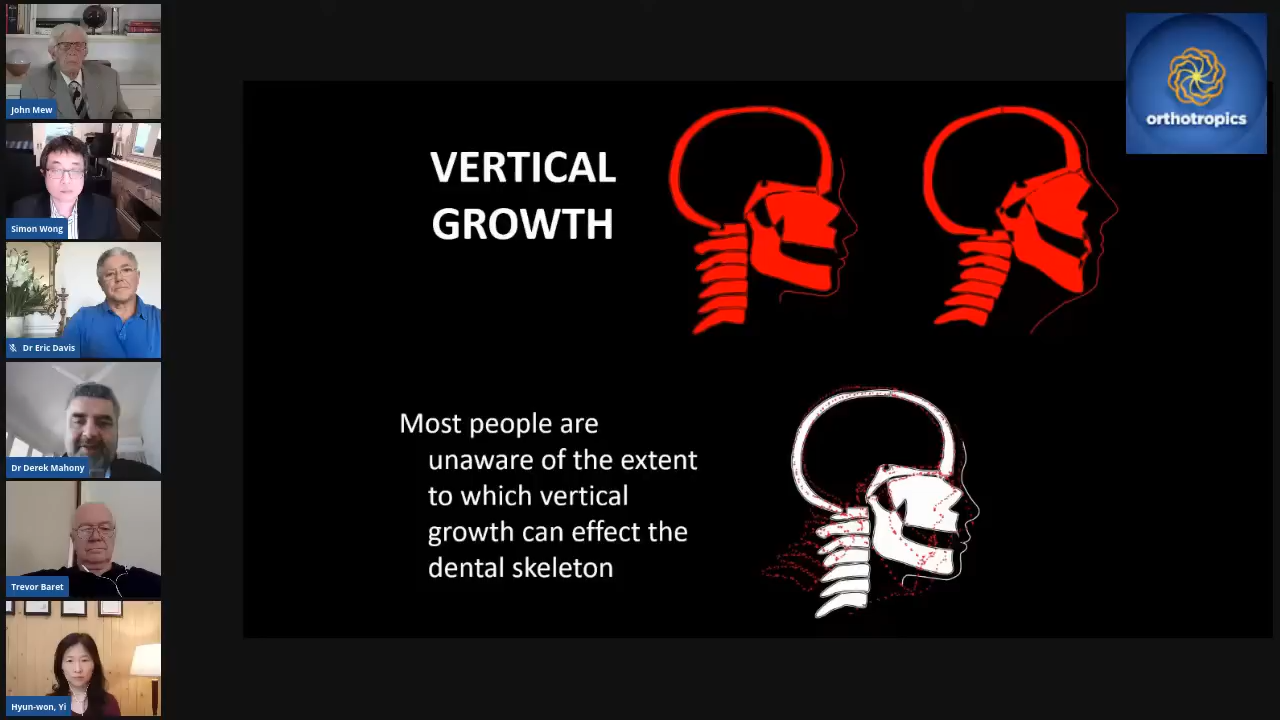 John Mew
Simon Wong
Dr Eric Davis
Dr Derek Mahony
Trevor Baret
Hyun-won, Yi
VERTICAL
GROWTH
Most people are
unaware of the extent
to which vertical
growth can effect the
dental skeleton
orthotropics